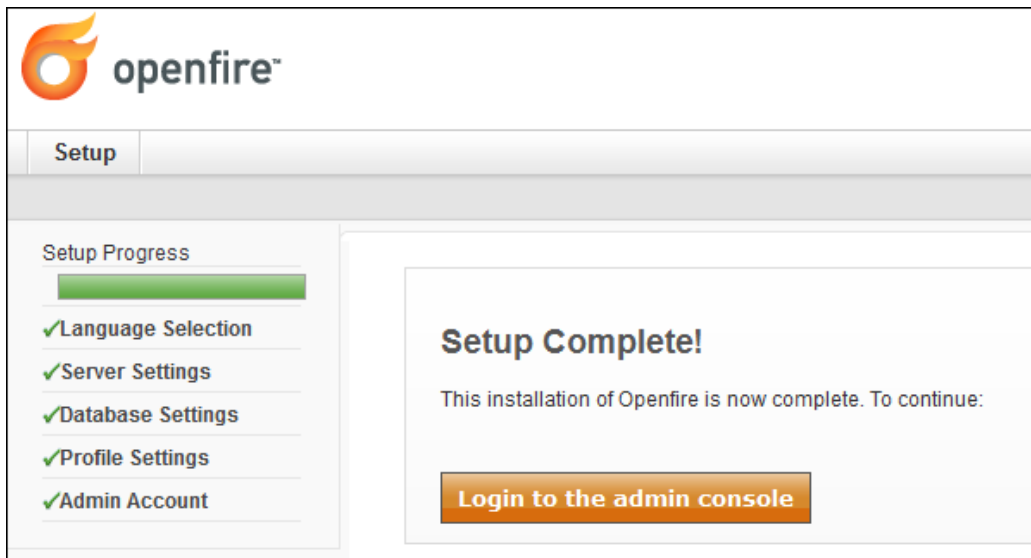 openfire™
Setup
Setup Progress
✓Language Selection
✓Server Settings
✓Database Settings
✓Profile Settings
✓Admin Account
Setup Complete!
This installation of Openfire is now complete. To continue:
Login to the admin console